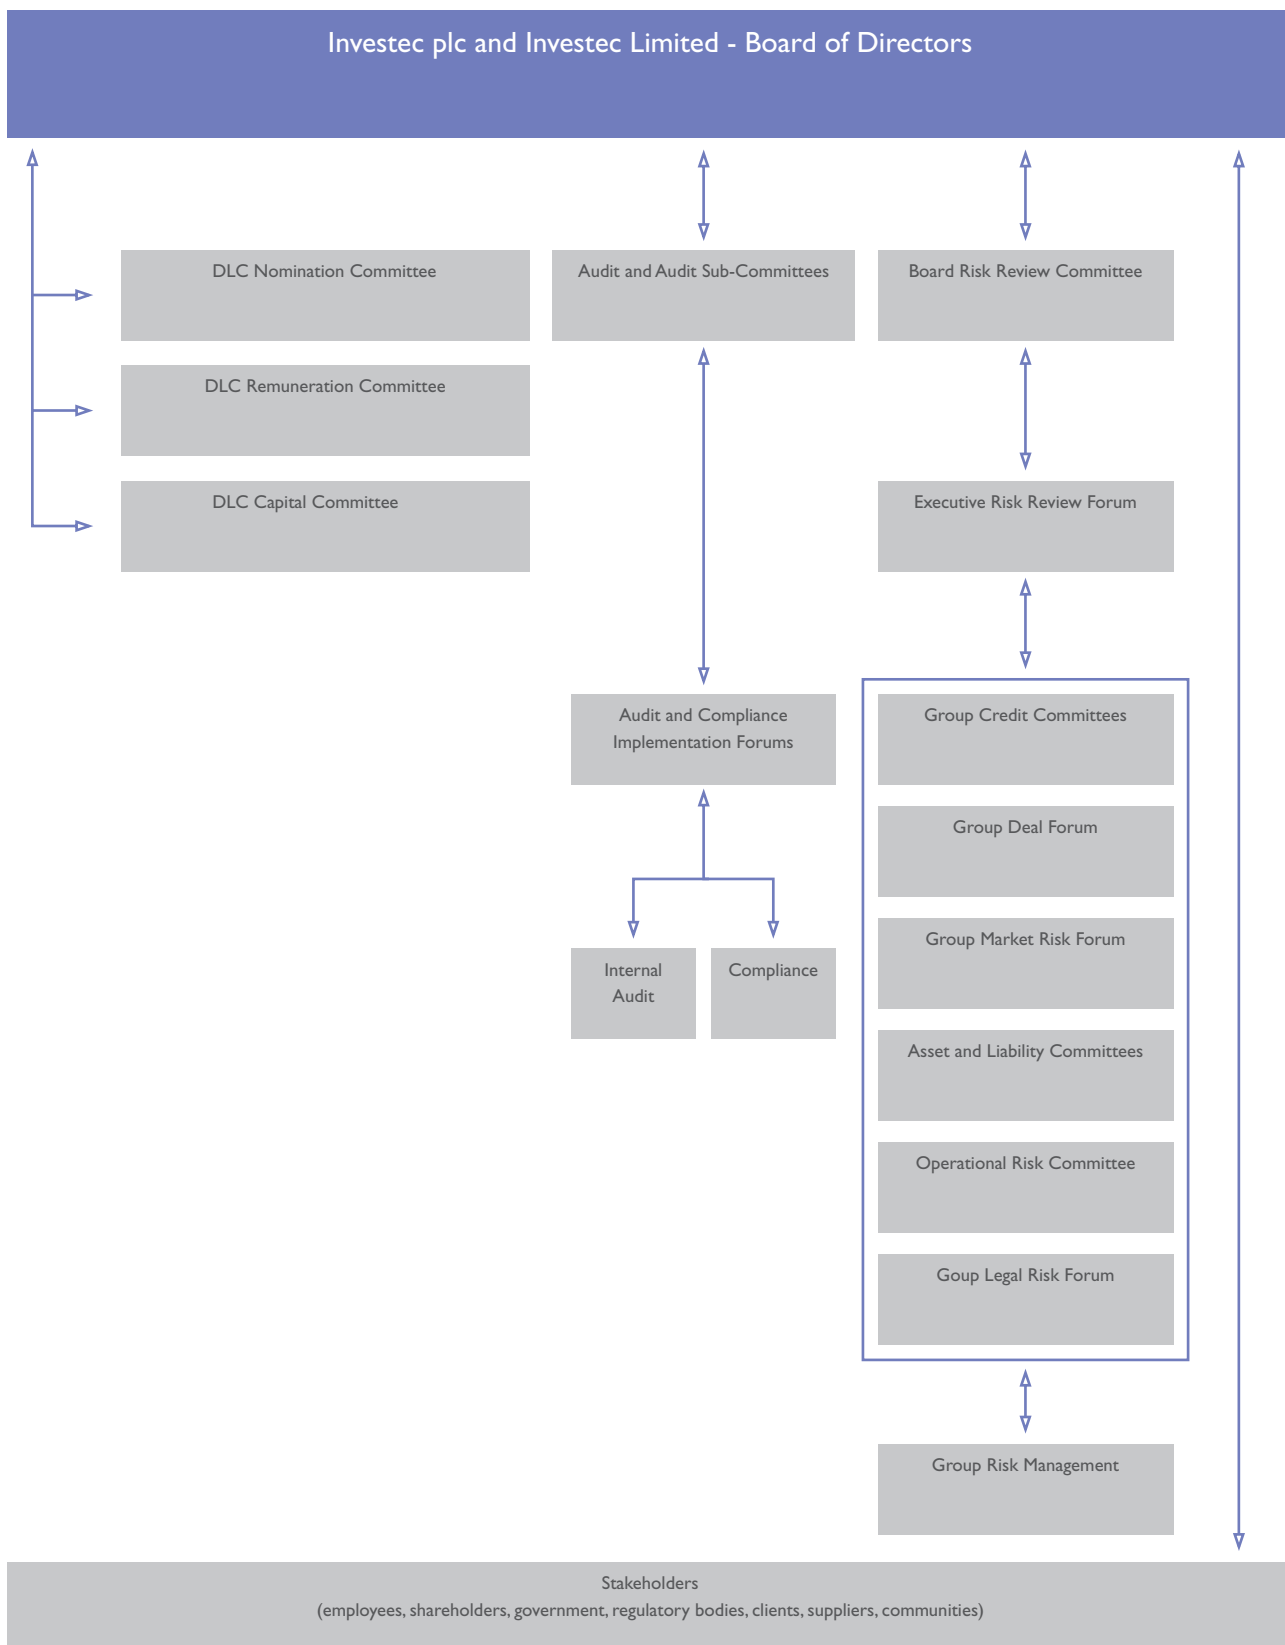 Investec plc and Investec Limited - Board of Directors
DLC Nomination Committee
Audit and Audit Sub-Committees
Board Risk Review Committee
DLC Remuneration Committee
DLC Capital Committee
Executive Risk Review Forum
Audit and Compliance
Implementation Forums
Group Credit Committees
Group Deal Forum
Group Market Risk Forum
Internal
Audit
Compliance
Asset and Liability Committees
Operational Risk Committee
Goup Legal Risk Forum
Group Risk Management
Stakeholders
(employees, shareholders, government, regulatory bodies, clients, suppliers, communities)